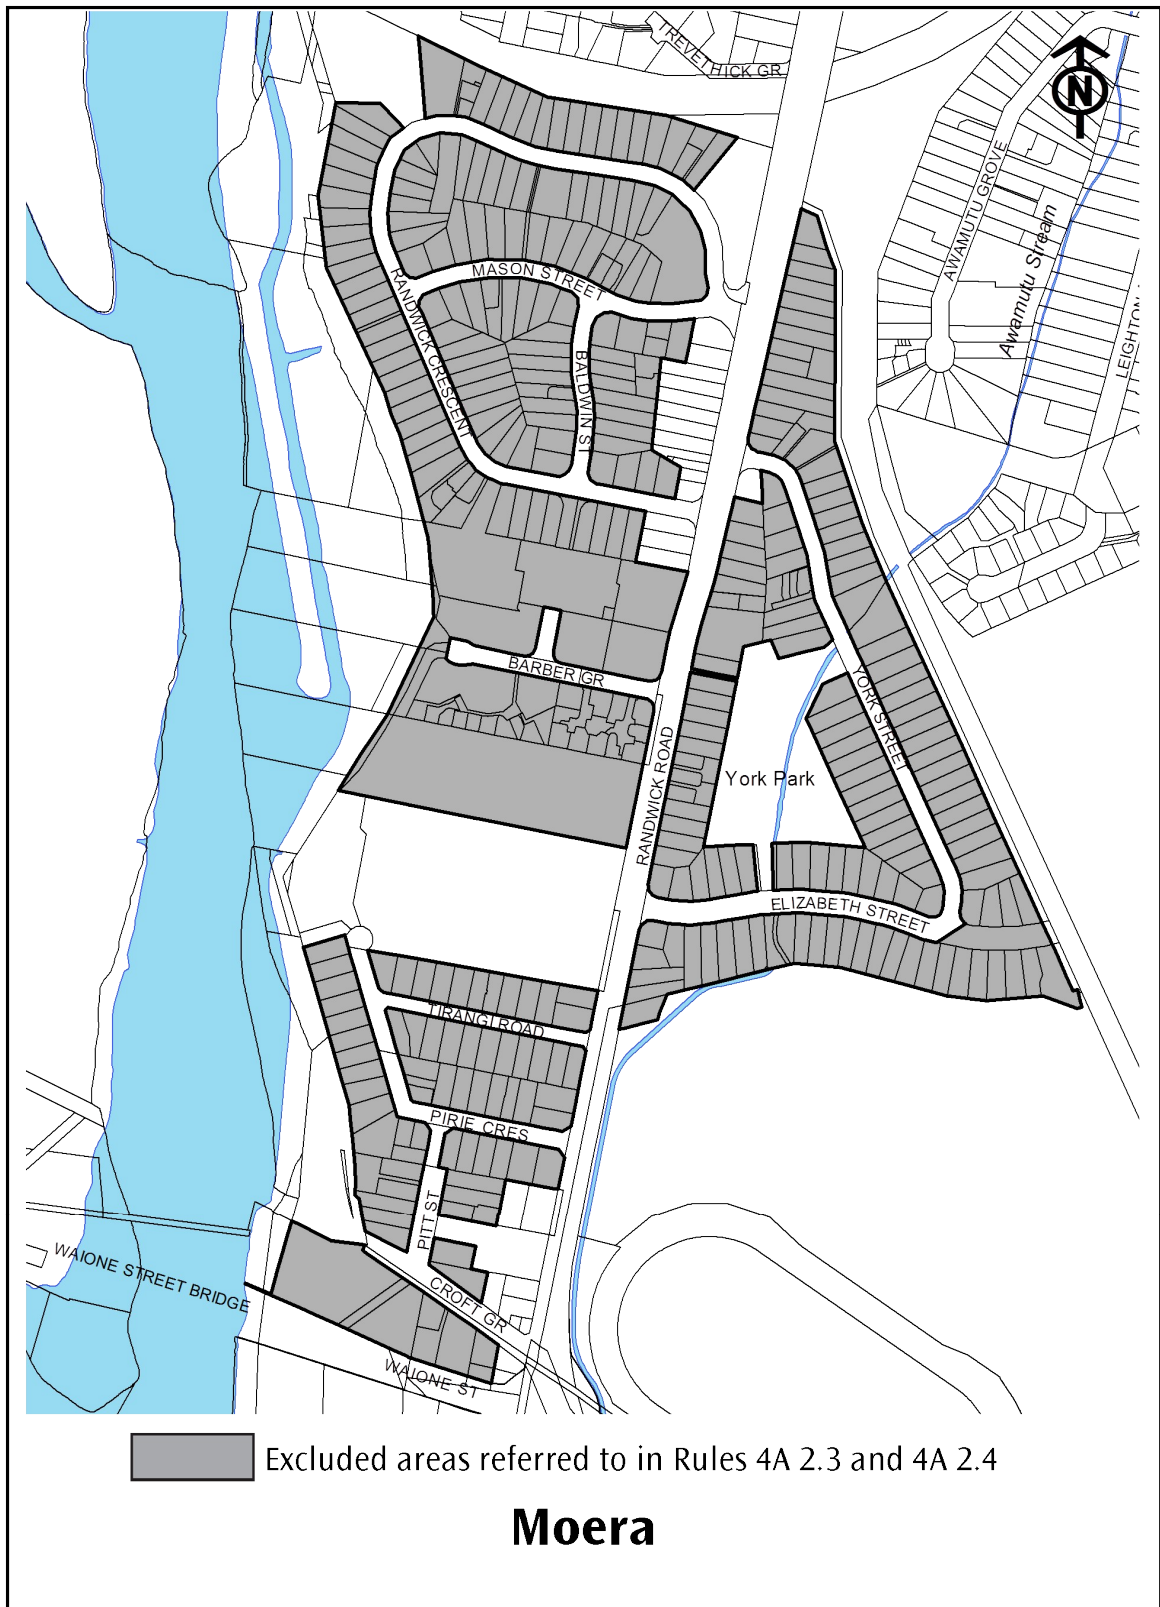 TREVETHICK GR
N
AWAMUTU GROVE
Awamutu Stream
LEIGHTON
MASON STREET
RANDWICK CRESCENT
BALDWIN ST
BARBER GR
YORK STREET
RANDWICK ROAD
York Park
ELIZABETH STREET
TIRANGI ROAD
PIRIE CRES
PITT ST
WAIONE STREET BRIDGE
CROFT GR
WAIONE ST
Excluded areas referred to in Rules 4A 2.3 and 4A 2.4
Moera